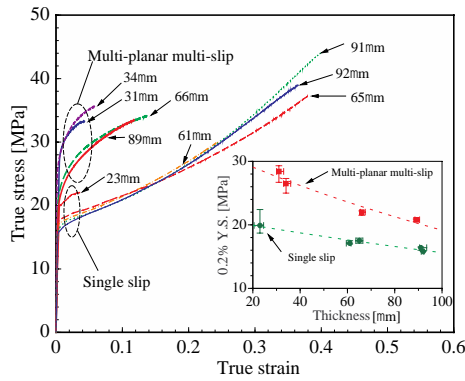 50
40
30
20
10
0
True stress [MPa]
0
0.1
0.2
0.3
0.4
0.5
0.6
True strain
Multi-planar multi-slip
34mm
31mm
66mm
89mm
23mm
61mm
91mm
92mm
65mm
Single slip
30
20
10
0.2% Y.S. [MPa]
Multi-planar multi-slip
Single slip
20
40
60
80
100
Thickness [mm]